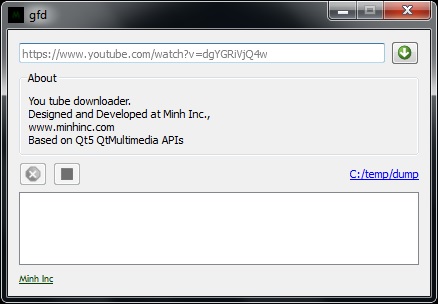 gfd
https://www.youtube.com/watch?v=dgYGRiVjQ4w
About
You tube downloader.
Designed and Developed at Minh Inc.,
www.minhinc.com
Based on Qt5 QtMultimedia APIs
C:/temp/dump
Minh Inc